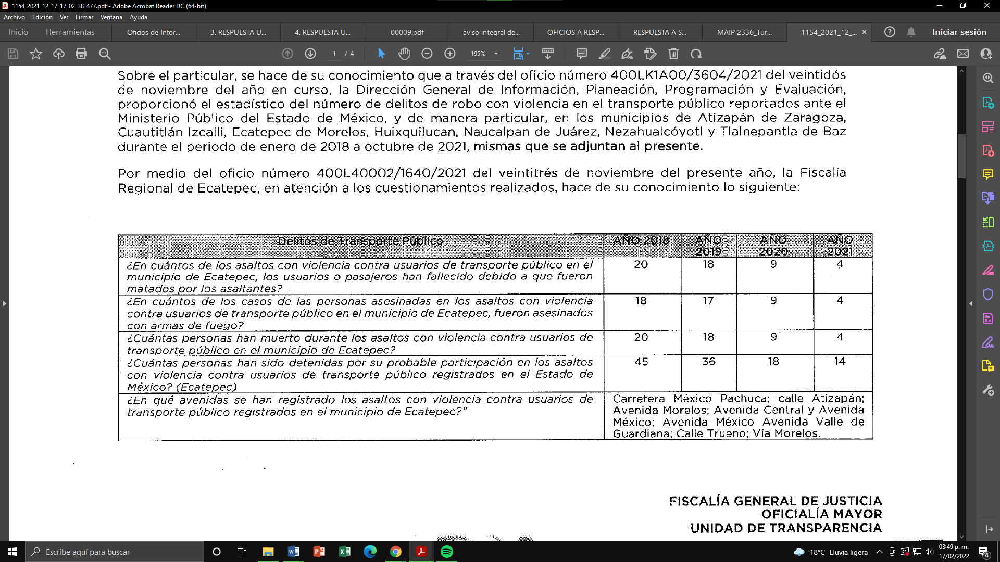 1154_2021_12_17_17_02_38_477.pdf - Adobe Acrobat Reader DC (64-bit)
Archivo Edición Ver Firmar Ventana Ayuda
Inicio Herramientas Oficios de Infor... 3. RESPUESTA U... 4. RESPUESTA U... 00009.pdf aviso integral de... OFICIOS A RESP... RESPUESTA A S... MAIP 2336_Tur... 1154_2021_12_... Iniciar sesión
1 / 4 195%
Sobre el particular, se hace de su conocimiento que a través del oficio número 400LK1A00/3604/2021 del veintidós
de noviembre del año en curso, la Dirección General de Información, Planeación, Programación y Evaluación,
proporcionó el estadístico del número de delitos de robo con violencia en el transporte público reportados ante el
Ministerio Público del Estado de México, y de manera particular, en los municipios de Atizapán de Zaragoza,
Cuautitlán Izcalli, Ecatepec de Morelos, Huixquilucan, Naucalpan de Juárez, Nezahualcóyotl y Tlalnepantla de Baz
durante el periodo de enero de 2018 a octubre de 2021, mismas que se adjuntan al presente.
Por medio del oficio número 400L40002/1640/2021 del veintitrés de noviembre del presente año, la Fiscalía
Regional de Ecatepec, en atención a los cuestionamientos realizados, hace de su conocimiento lo siguiente:
Delitos de Transporte Público AÑO 2018 AÑO 2019 AÑO 2020 AÑO 2021
¿En cuántos de los asaltos con violencia contra usuarios de transporte público en el
municipio de Ecatepec, los usuarios o pasajeros han fallecido debido a que fueron
matados por los asaltantes?
20 18 9 4
¿En cuántos de los casos de las personas asesinadas en los asaltos con violencia
contra usuarios de transporte público en el municipio de Ecatepec, fueron asesinados
con armas de fuego?
18 17 9 4
¿Cuántas personas han muerto durante los asaltos con violencia contra usuarios de
transporte público en el municipio de Ecatepec?
20 18 9 4
¿Cuántas personas han sido detenidas por su probable participación en los asaltos
con violencia contra usuarios de transporte público registrados en el Estado de
México? (Ecatepec)
45 36 18 14
¿En qué avenidas se han registrado los asaltos con violencia contra usuarios de
transporte público registrados en el municipio de Ecatepec?"
Carretera México Pachuca; calle Atizapán;
Avenida Morelos; Avenida Central y Avenida
México; Avenida México Avenida Valle de
Guardiana; Calle Trueno; Vía Morelos.
FISCALÍA GENERAL DE JUSTICIA
OFICIALÍA MAYOR
UNIDAD DE TRANSPARENCIA
Escribe aquí para buscar
18°C Lluvia ligera
03:49 p. m.
17/02/2022
4